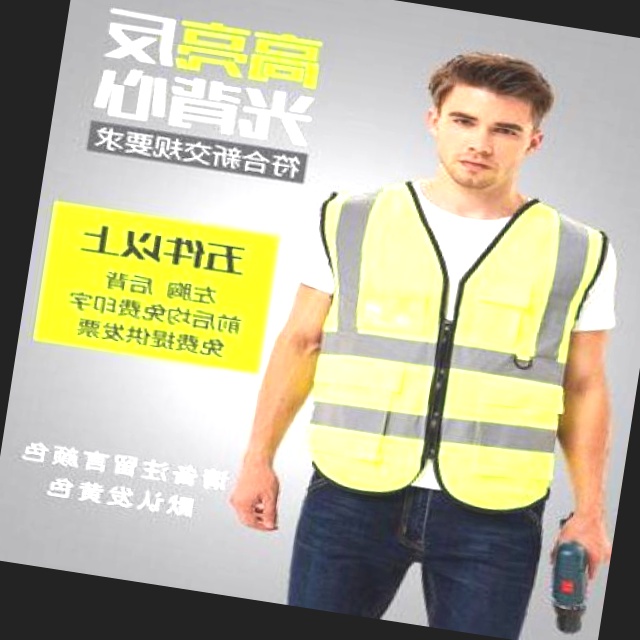 高亮反
光背心
符合新交规要求
五件以上
左胸 后背
前后均免费印字
免费提供发票
请备注留言颜色
默认发黄色